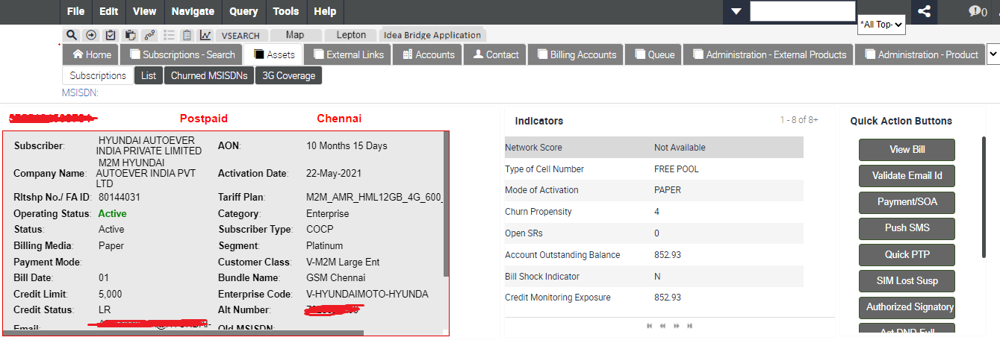 File Edit View Navigate Query Tools Help
0
*All Top-
VSEARCH Map Lepton Idea Bridge Application
Home Subscriptions - Search Assets External Links Accounts Contact Billing Accounts Queue Administration - External Products Administration - Product
Subscriptions List Churned MSISDNs 3G Coverage
MSISDN:
Postpaid Chennai
Subscriber: HYUNDAI AUTOEVER INDIA PRIVATE LIMITED
AON: 10 Months 15 Days
Company Name: M2M HYUNDAI AUTOEVER INDIA PVT LTD
Activation Date: 22-May-2021
Rltshp No./ FA ID: 80144031
Tariff Plan: M2M_AMR_HML12GB_4G_600_
Operating Status: Active
Category: Enterprise
Status: Active
Subscriber Type: COCP
Billing Media: Paper
Segment: Platinum
Payment Mode:
Customer Class: V-M2M Large Ent
Bill Date: 01
Bundle Name: GSM Chennai
Credit Limit: 5,000
Enterprise Code: V-HYUNDAIMOTO-HYUNDA
Credit Status: LR
Alt Number:
Email:
Old MSISDN:
Indicators 1 - 8 of 8+
Network Score Not Available
Type of Cell Number FREE POOL
Mode of Activation PAPER
Churn Propensity 4
Open SRs 0
Account Outstanding Balance 852.93
Bill Shock Indicator N
Credit Monitoring Exposure 852.93
Quick Action Buttons
View Bill
Validate Email Id
Payment/SOA
Push SMS
Quick PTP
SIM Lost Susp
Authorized Signatory
Act DND Full